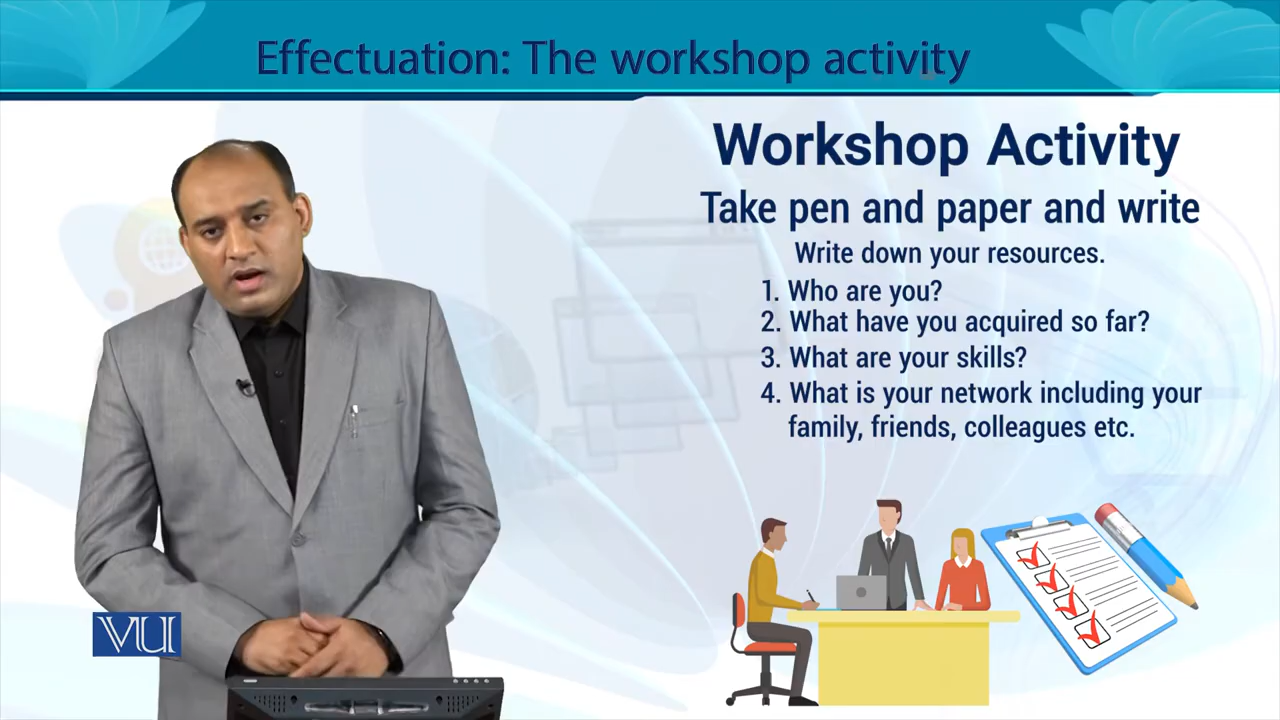 Effectuation: The workshop activity
Workshop Activity
Take pen and paper and write
Write down your resources.
1. Who are you?
2. What have you acquired so far?
3. What are your skills?
4. What is your network including your
family, friends, colleagues etc.
VU